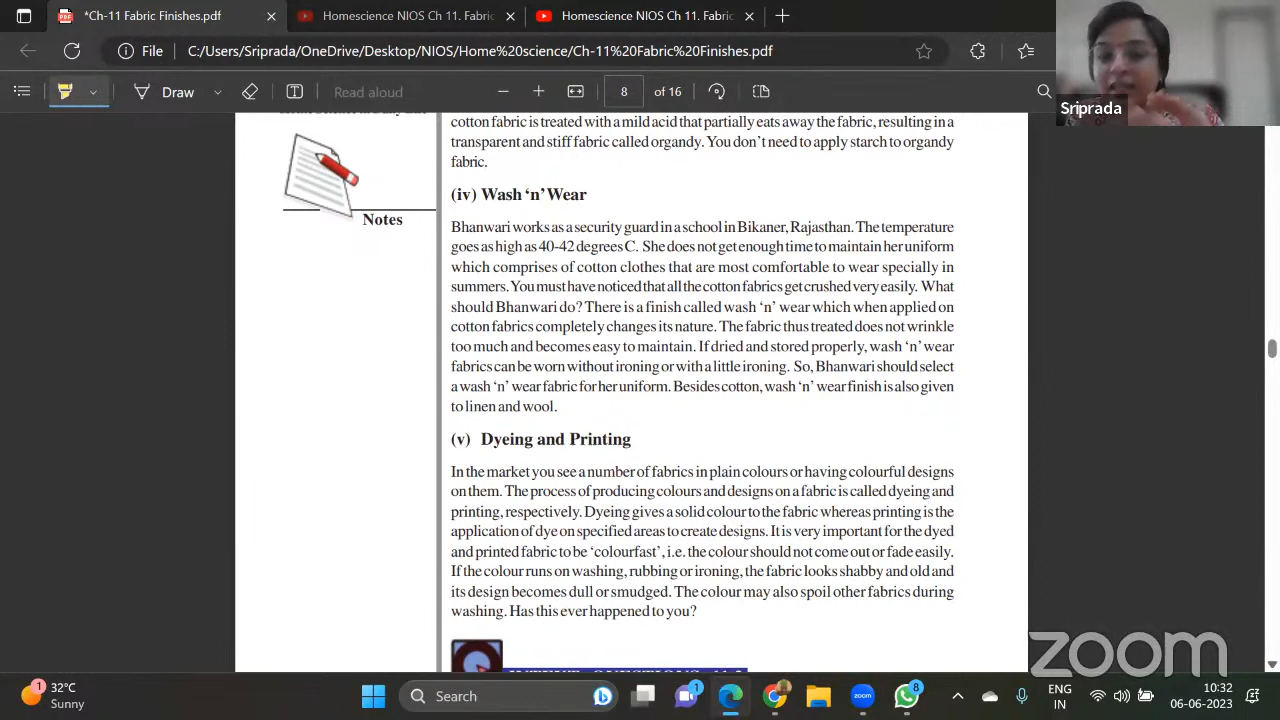 *Ch-11 Fabric Finishes.pdf
Homescience NIOS Ch 11. Fabric
Homescience NIOS Ch 11. Fabric
File
C:/Users/Sriprada/OneDrive/Desktop/NIOS/Home%20science/Ch-11%20Fabric%20Finishes.pdf
Draw
Read aloud
8
of 16
Sriprada
cotton fabric is treated with a mild acid that partially eats away the fabric, resulting in a
transparent and stiff fabric called organdy. You don't need to apply starch to organdy
fabric.
(iv) Wash 'n' Wear
Notes
Bhanwari works as a security guard in a school in Bikaner, Rajasthan. The temperature
goes as high as 40-42 degrees C. She does not get enough time to maintain her uniform
which comprises of cotton clothes that are most comfortable to wear specially in
summers. You must have noticed that all the cotton fabrics get crushed very easily. What
should Bhanwari do? There is a finish called wash 'n' wear which when applied on
cotton fabrics completely changes its nature. The fabric thus treated does not wrinkle
too much and becomes easy to maintain. If dried and stored properly, wash 'n' wear
fabrics can be worn without ironing or with a little ironing. So, Bhanwari should select
a wash 'n' wear fabric for her uniform. Besides cotton, wash 'n' wear finish is also given
to linen and wool.
(v) Dyeing and Printing
In the market you see a number of fabrics in plain colours or having colourful designs
on them. The process of producing colours and designs on a fabric is called dyeing and
printing, respectively. Dyeing gives a solid colour to the fabric whereas printing is the
application of dye on specified areas to create designs. It is very important for the dyed
and printed fabric to be 'colourfast', i.e. the colour should not come out or fade easily.
If the colour runs on washing, rubbing or ironing, the fabric looks shabby and old and
its design becomes dull or smudged. The colour may also spoil other fabrics during
washing. Has this ever happened to you?
zoom
1
32°C
Sunny
Search
1
zoom
8
ENG
IN
10:32
06-06-2023